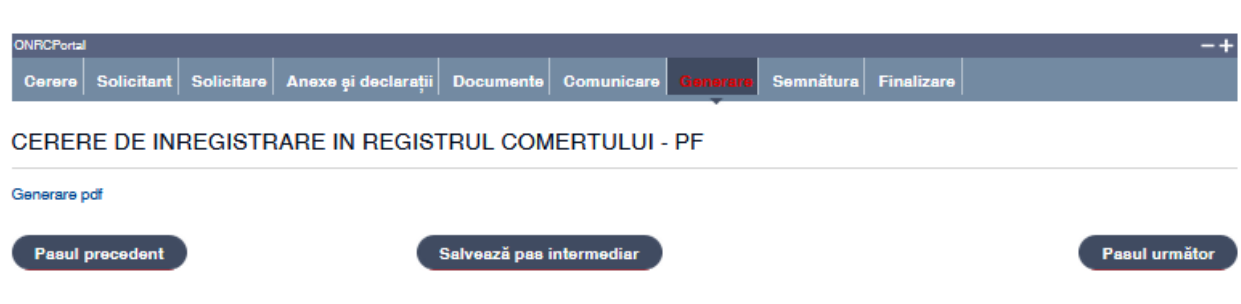 ONRCPortal
Cerere Solicitant Solicitare Anexe și declarații Documente Comunicare Generare Semnătura Finalizare
CERERE DE INREGISTRARE IN REGISTRUL COMERTULUI - PF
Generare pdf
Pasul precedent Salvează pas intermediar Pasul următor